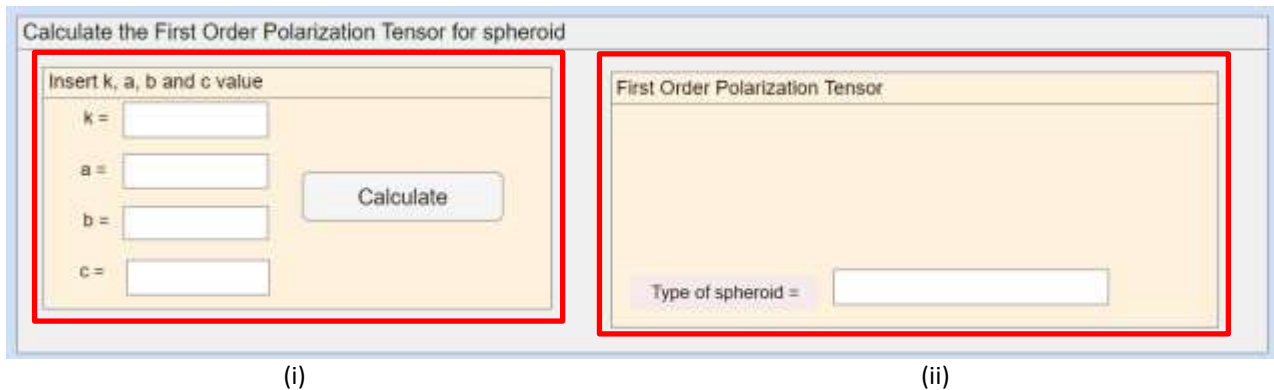 Calculate the First Order Polarization Tensor for spheroid
Insert k, a, b and c value
k =
a =
b =
c =
Calculate
First Order Polarization Tensor
Type of spheroid =
(i)
(ii)